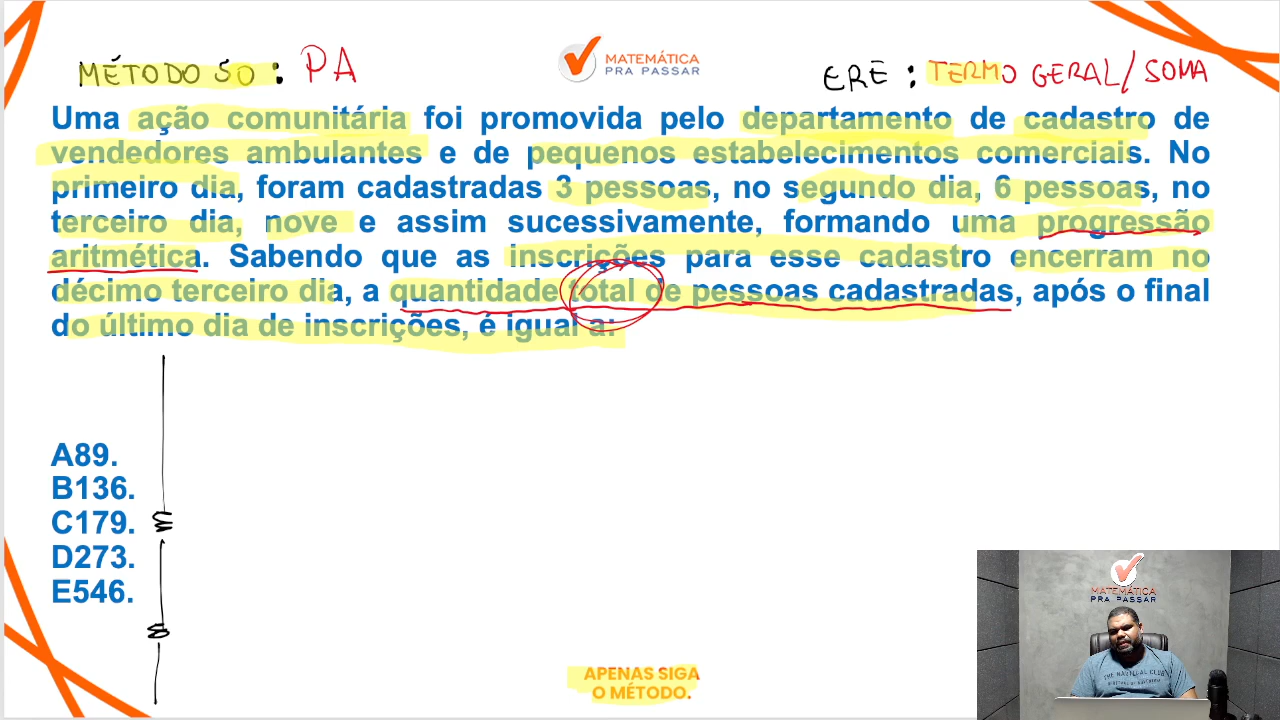 MÉTODO 50 : PA
MATEMÁTICA
PRA PASSAR
ERE : TERMO GERAL/SOMA
Uma ação comunitária foi promovida pelo departamento de cadastro de
vendedores ambulantes e de pequenos estabelecimentos comerciais. No
primeiro dia, foram cadastradas 3 pessoas, no segundo dia, 6 pessoas, no
terceiro dia, nove e assim sucessivamente, formando uma progressão
aritmética. Sabendo que as inscrições para esse cadastro encerram no
décimo terceiro dia, a quantidade total de pessoas cadastradas, após o final
do último dia de inscrições, é igual a:
A89.
B136.
C179.
D273.
E546.
MATEMÁTICA
PRA PASSAR
APENAS SIGA
O MÉTODO.